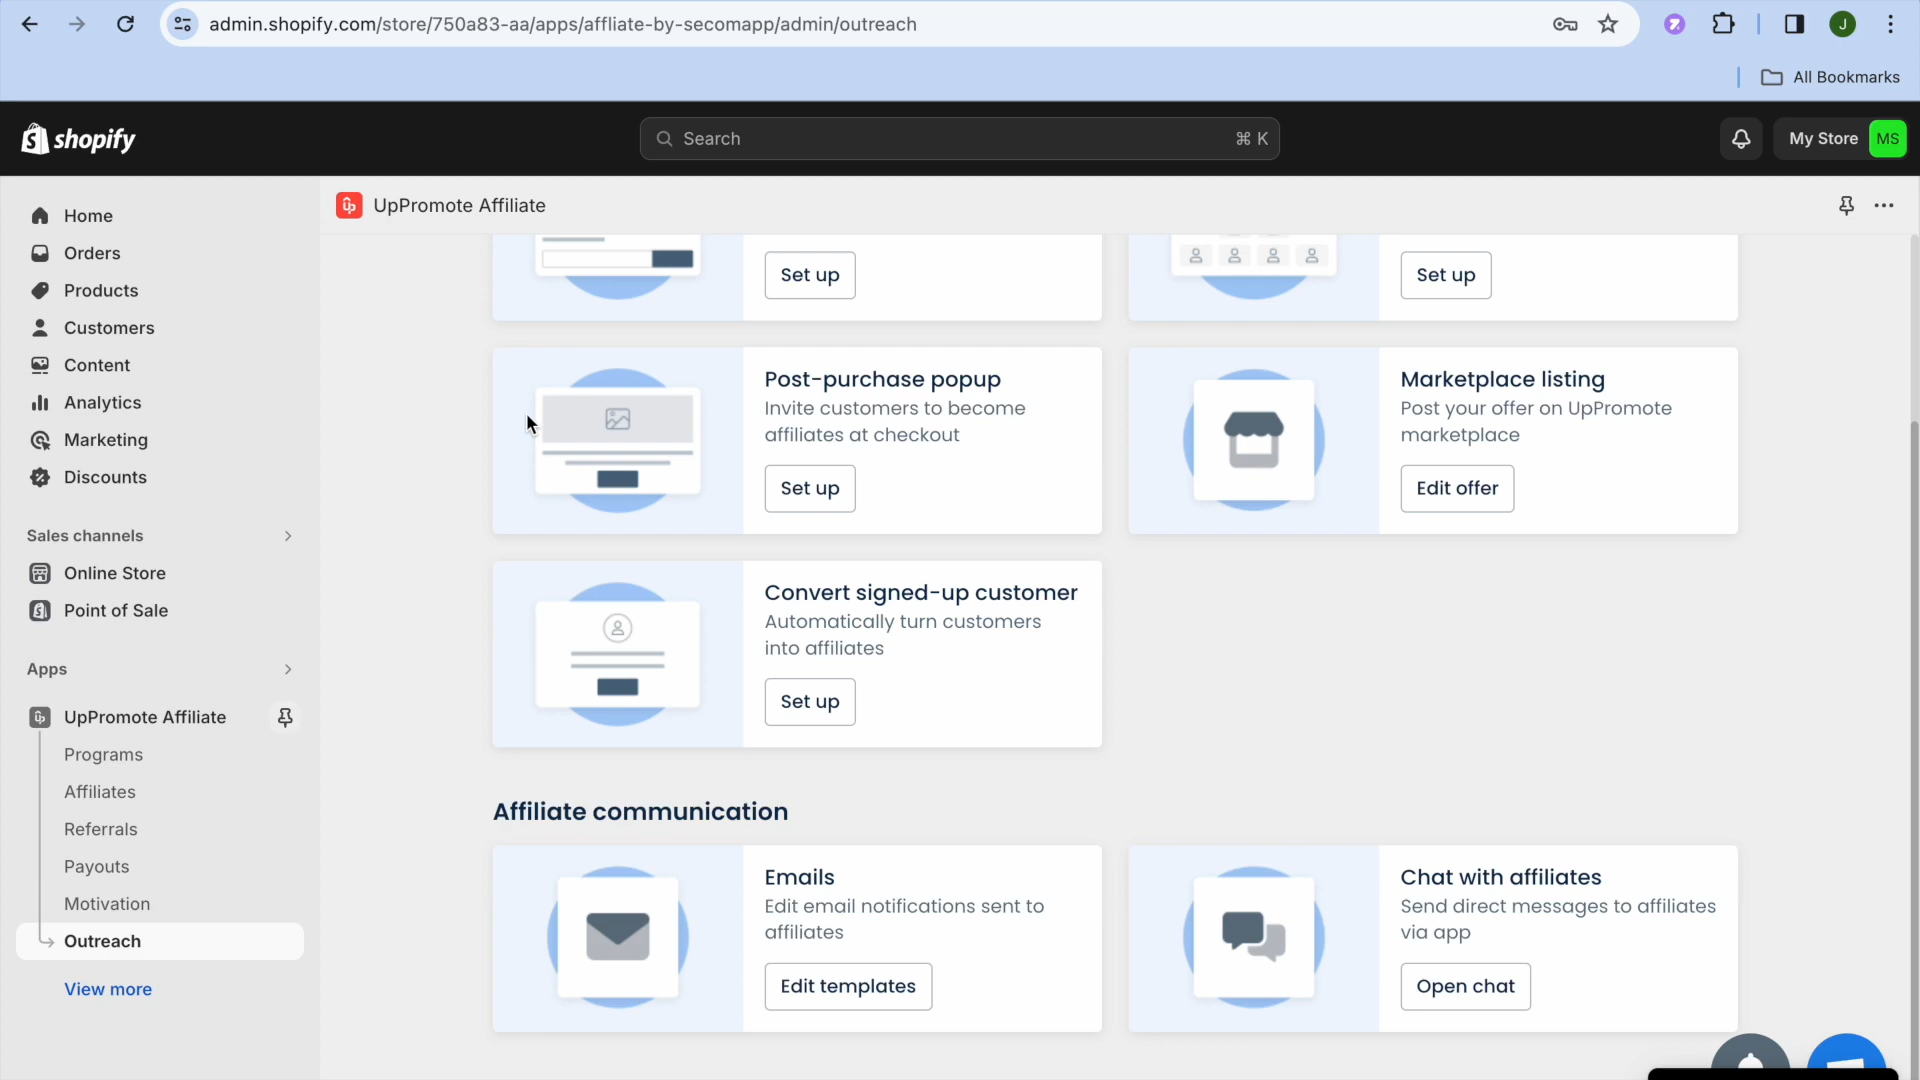 admin.shopify.com/store/750a83-aa/apps/affliate-by-secomapp/admin/outreach
J
All Bookmarks
shopify
Search
⌘ K
My Store
MS
Home
Orders
Products
Customers
Content
Analytics
Marketing
Discounts
Sales channels
Online Store
Point of Sale
Apps
UpPromote Affiliate
Programs
Affiliates
Referrals
Payouts
Motivation
Outreach
View more
UpPromote Affiliate
Set up
Set up
Post-purchase popup
Invite customers to become
affiliates at checkout
Set up
Marketplace listing
Post your offer on UpPromote
marketplace
Edit offer
Convert signed-up customer
Automatically turn customers
into affiliates
Set up
Affiliate communication
Emails
Edit email notifications sent to
affiliates
Edit templates
Chat with affiliates
Send direct messages to affiliates
via app
Open chat